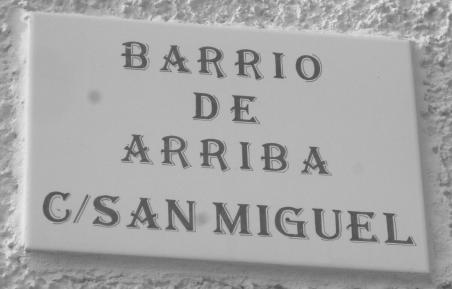 BARRIO
DE
ARRIBA
C/SAN MIGUEL